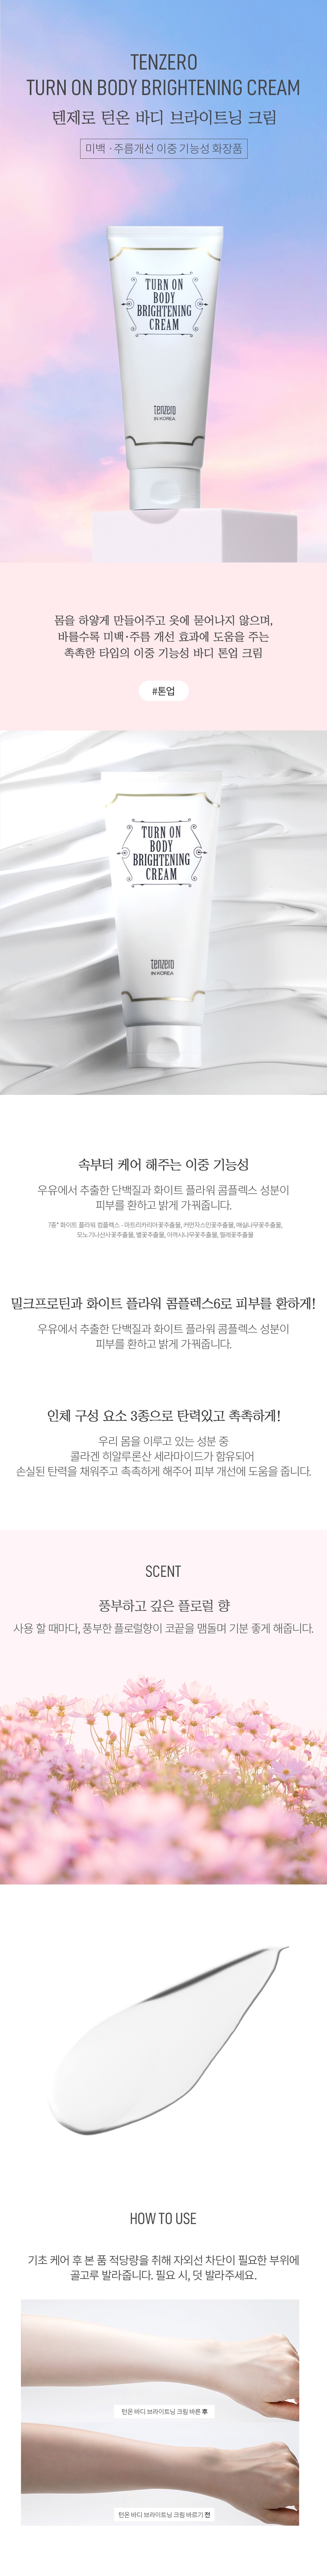 TENZERO
TURN ON BODY BRIGHTENING CREAM
텐제로 턴온 바디 브라이트닝 크림
미백 · 주름개선 이중 기능성 화장품
TURN ON
BODY
BRIGHTENING
CREAM
tenzero
IN KOREA
몸을 하얗게 만들어주고 옷에 묻어나지 않으며,
바를수록 미백·주름 개선 효과에 도움을 주는
촉촉한 타입의 이중 기능성 바디 톤업 크림
#톤업
TURN ON
BODY
BRIGHTENING
CREAM
tenzero
IN KOREA
속부터 케어 해주는 이중 기능성
우유에서 추출한 단백질과 화이트 플라워 콤플렉스 성분이
피부를 환하고 밝게 가꿔줍니다.
7종* 화이트 플라워 컴플렉스 - 마트리카리아꽃추출물, 커먼자스민꽃추출물, 매실나무꽃추출물,
모노기나산사꽃추출물, 별꽃추출물, 아까시나무꽃추출물, 찔레꽃추출물
밀크프로틴과 화이트 플라워 콤플렉스6로 피부를 환하게!
우유에서 추출한 단백질과 화이트 플라워 콤플렉스 성분이
피부를 환하고 밝게 가꿔줍니다.
인체 구성 요소 3종으로 탄력있고 촉촉하게!
우리 몸을 이루고 있는 성분 중
콜라겐 히알루론산 세라마이드가 함유되어
손실된 탄력을 채워주고 촉촉하게 해주어 피부 개선에 도움을 줍니다.
SCENT
풍부하고 깊은 플로럴 향
사용 할 때마다, 풍부한 플로럴향이 코끝을 맴돌며 기분 좋게 해줍니다.
HOW TO USE
기초 케어 후 본 품 적당량을 취해 자외선 차단이 필요한 부위에
골고루 발라줍니다. 필요 시, 덧 발라주세요.
턴온 바디 브라이트닝 크림 바른 후
턴온 바디 브라이트닝 크림 바르기 전